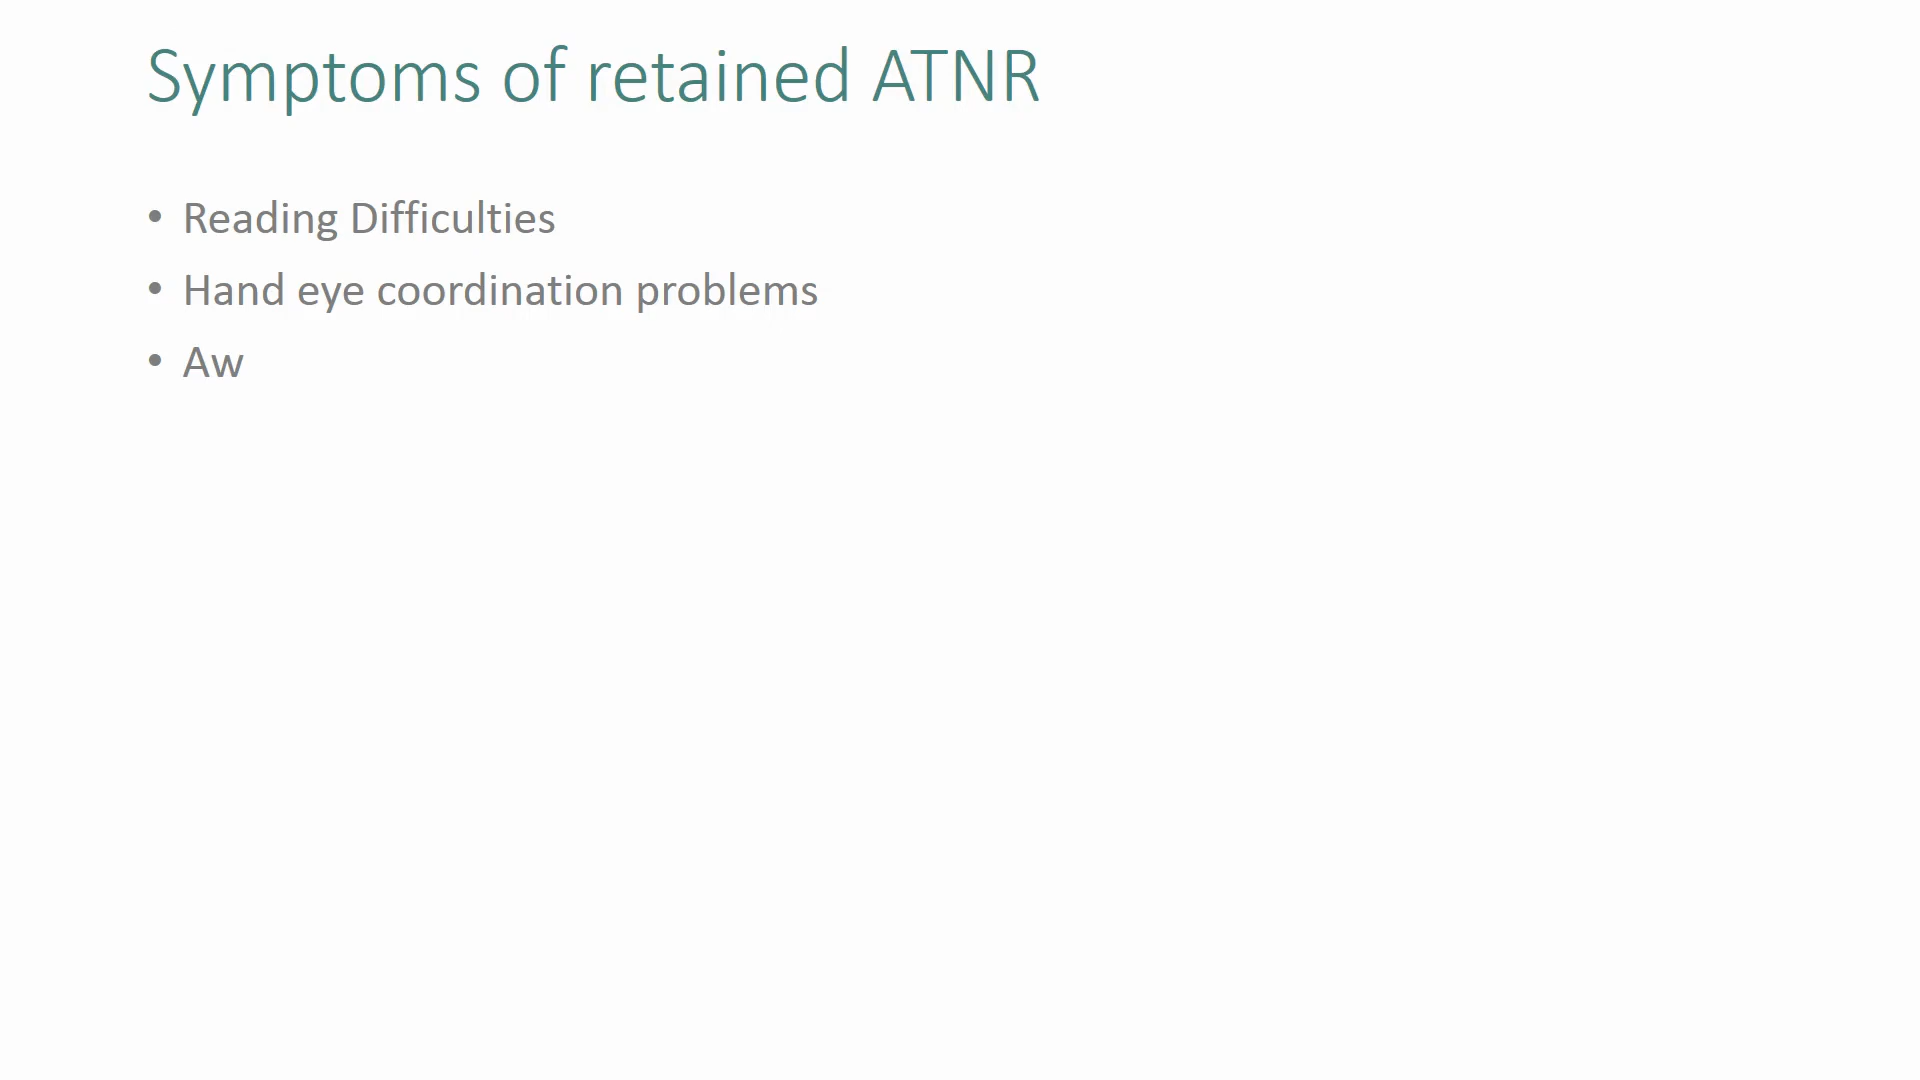 Symptoms of retained ATNR
• Reading Difficulties
• Hand eye coordination problems
• Aw